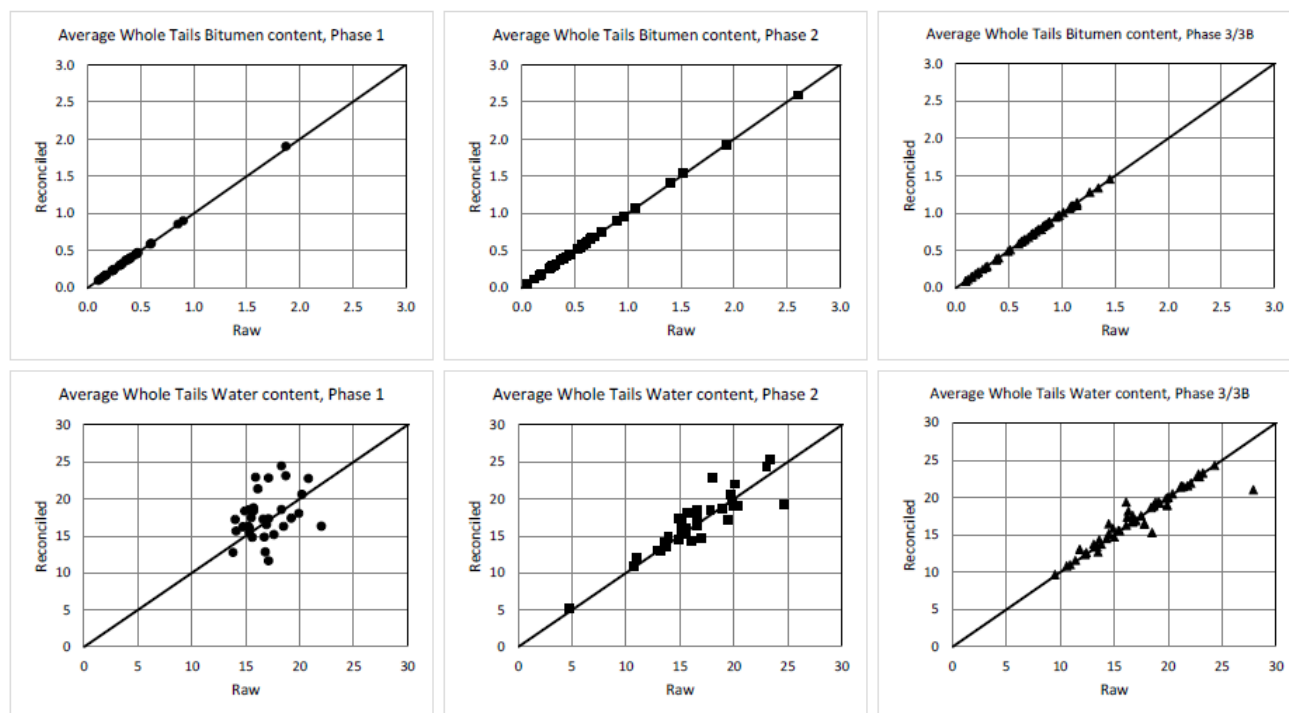 Average Whole Tails Bitumen content, Phase 1
3.0
2.5
2.0
1.5
1.0
0.5
0.0
Reconciled
0.0 0.5 1.0 1.5 2.0 2.5 3.0
Raw
Average Whole Tails Bitumen content, Phase 2
3.0
2.5
2.0
1.5
1.0
0.5
0.0
Reconciled
0.0 0.5 1.0 1.5 2.0 2.5 3.0
Raw
Average Whole Tails Bitumen content, Phase 3/3B
3.0
2.5
2.0
1.5
1.0
0.5
0.0
Reconciled
0.0 0.5 1.0 1.5 2.0 2.5 3.0
Raw
Average Whole Tails Water content, Phase 1
30
25
20
15
10
5
0
Reconciled
0 5 10 15 20 25 30
Raw
Average Whole Tails Water content, Phase 2
30
25
20
15
10
5
0
Reconciled
0 5 10 15 20 25 30
Raw
Average Whole Tails Water content, Phase 3/3B
30
25
20
15
10
5
0
Reconciled
0 5 10 15 20 25 30
Raw